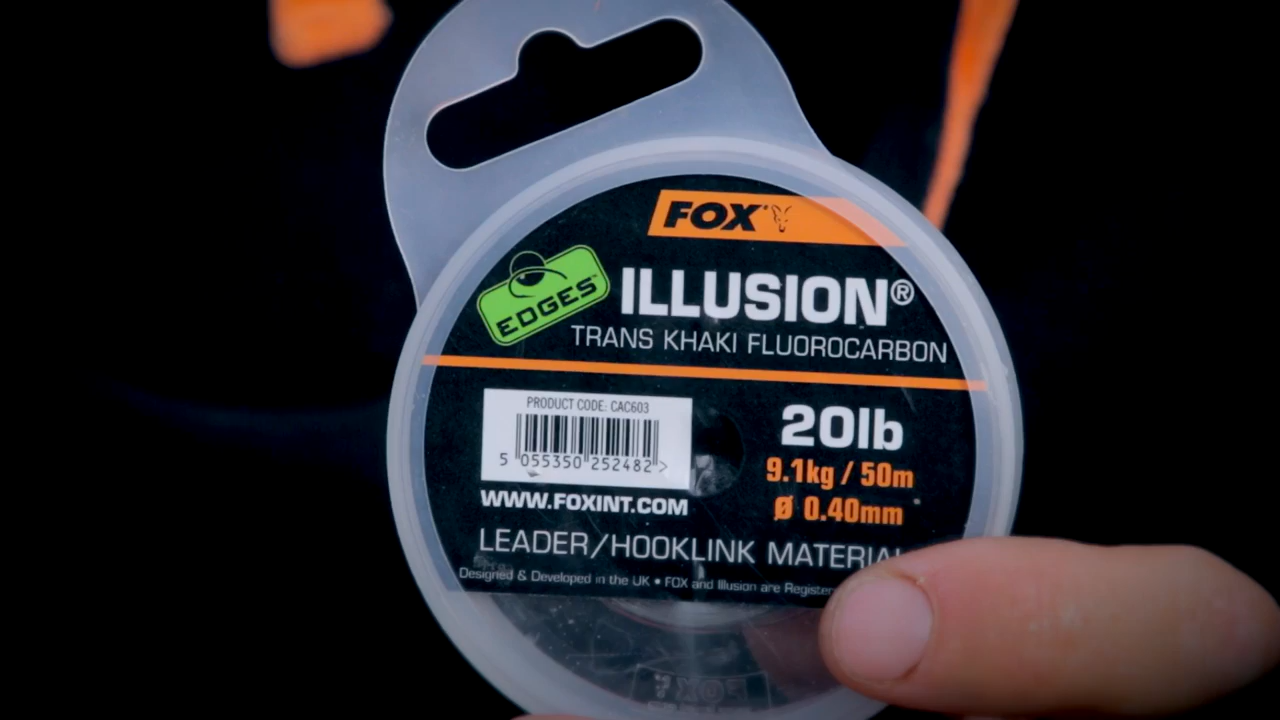 FOX
EDGES
ILLUSION®
TRANS KHAKI FLUOROCARBON
PRODUCT CODE: CAC603
5 055350 252482 >
20lb
9.1kg / 50m
ø 0.40mm
WWW.FOXINT.COM
LEADER/HOOKLINK MATERIAL
Designed & Developed in the UK • FOX and Illusion are
FOX